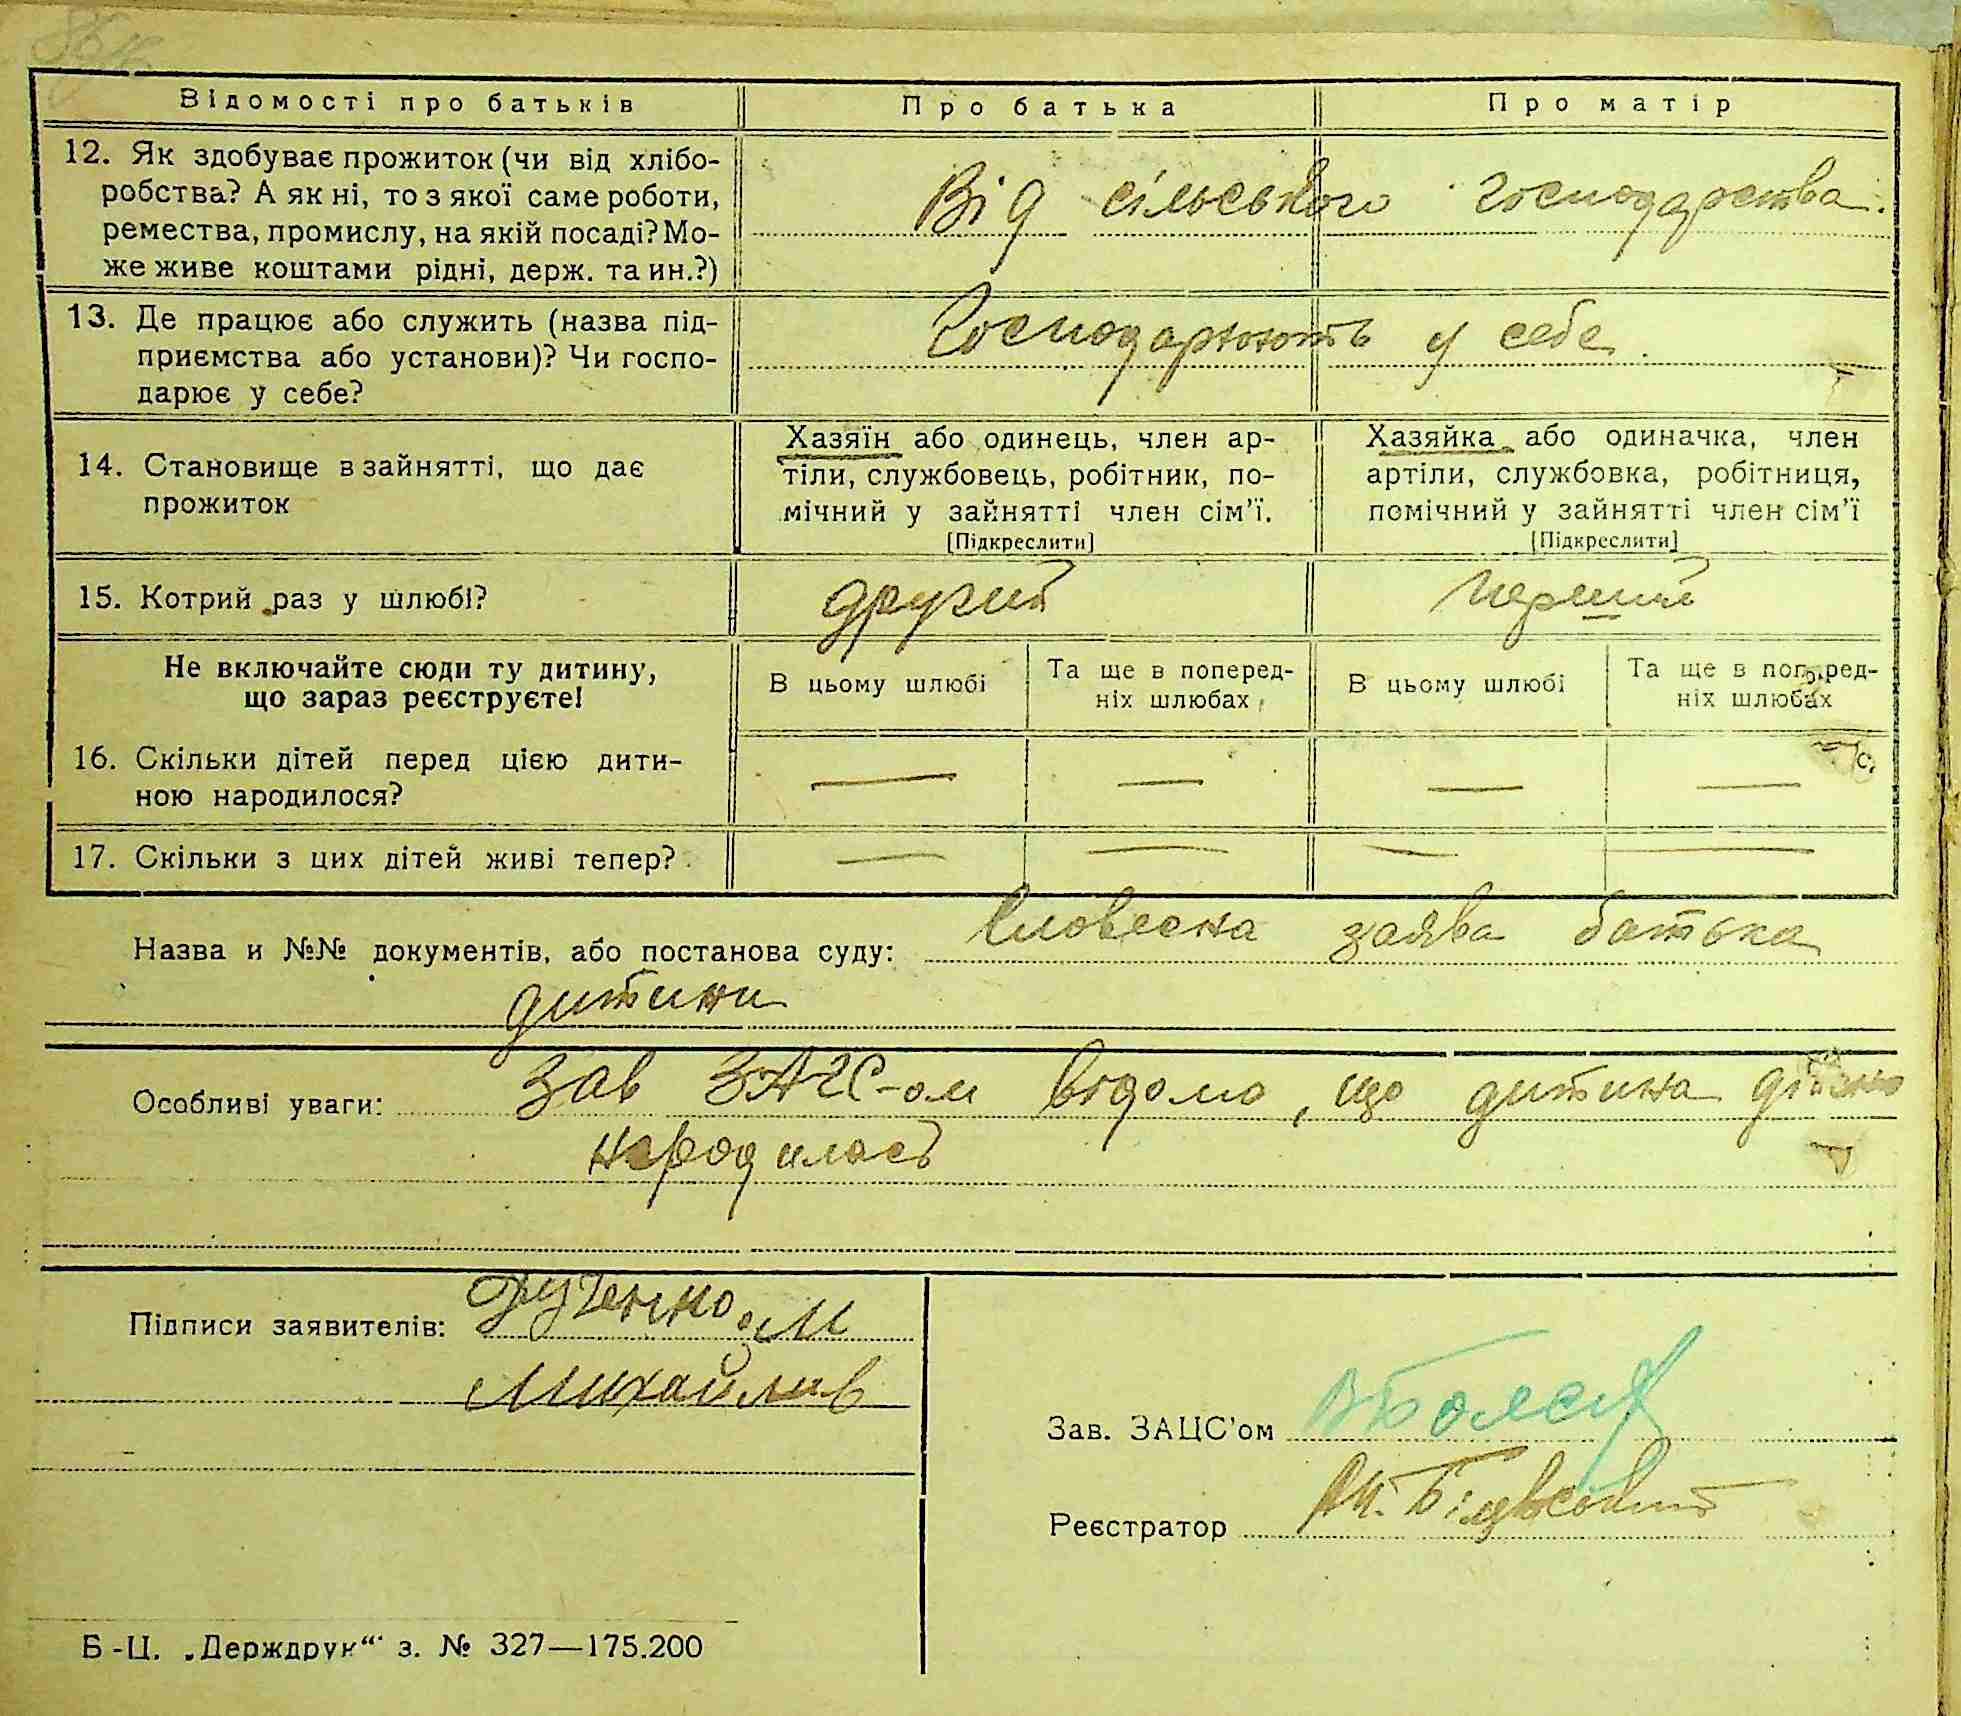 Відомості про батьків
Про батька
Про матір
12. Як здобуває прожиток (чи від хлібо-
робства? А як ні, то з якої саме роботи,
ремества, промислу, на якій посаді? Мо-
же живе коштами рідні, держ. та ин.?)
Від сільського господарства.
13. Де працює або служить (назва під-
приємства або установи)? Чи госпо-
дарює у себе?
Господарюють у себе.
14. Становище в зайнятті, що дає
прожиток
Хазяїн або одинець, член ар-
тіли, службовець, робітник, по-
мічний у зайнятті член сім'ї.
[Підкреслити]
Хазяйка або одиначка, член
артіли, службовка, робітниця,
помічний у зайнятті член сім'ї
[Підкреслити]
15. Котрий раз у шлюбі?
другий
перший
Не включайте сюди ту дитину,
що зараз реєструєте!
В цьому шлюбі
Та ще в поперед-
ніх шлюбах
В цьому шлюбі
Та ще в поперед-
ніх шлюбах
16. Скільки дітей перед цією дити-
ною народилося?
— — — —
17. Скільки з цих дітей живі тепер?
— — — —
Назва и №№ документів, або постанова суду: Словесна заява батька
дитини
Особливі уваги: Зав ЗАГС-ом відомо, що дитина дійсно
народилась
Підписи заявителів:
Михайлив
Зав. ЗАЦС'ом
Реєстратор
Б-Ц. „Держдрук“ з. № 327—175.200